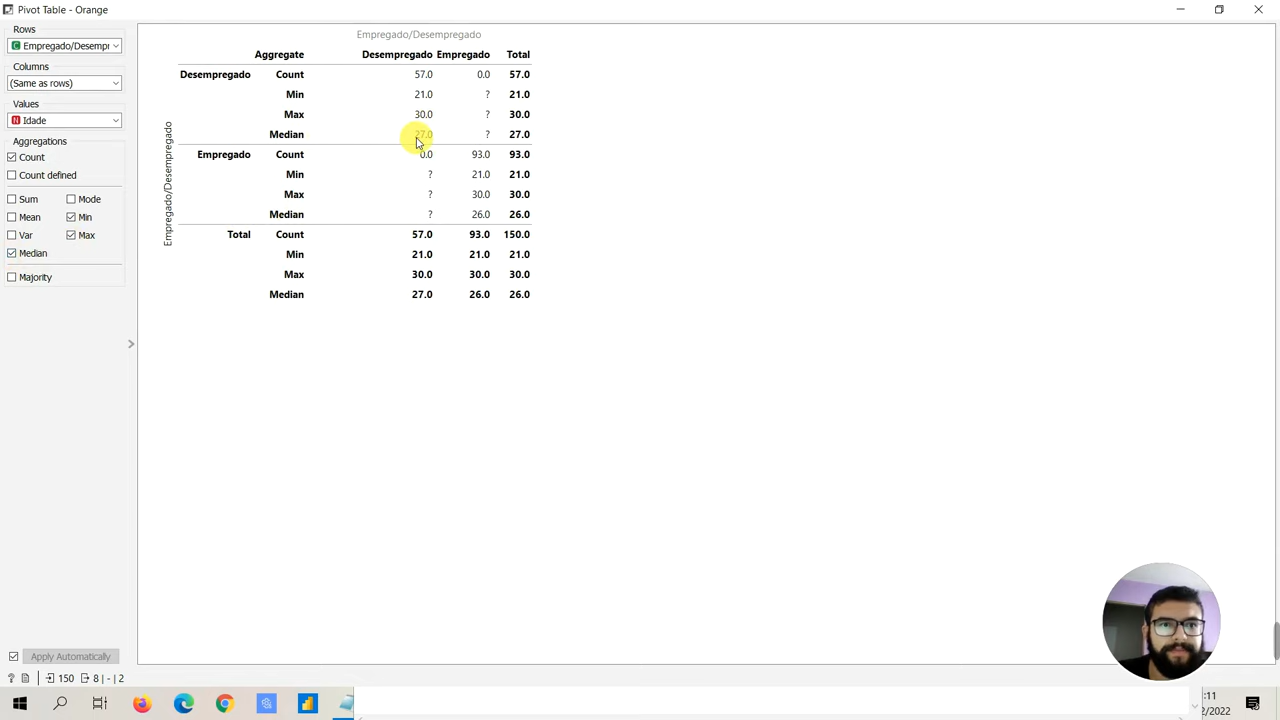 Pivot Table - Orange
Rows
Empregado/Desempr
Columns
(Same as rows)
Values
Idade
Aggregations
Count
Count defined
Sum Mode
Mean Min
Var Max
Median
Majority
Empregado/Desempregado
Aggregate Desempregado Empregado Total
Desempregado Count 57.0 0.0 57.0
Min 21.0 ? 21.0
Max 30.0 ? 30.0
Median 27.0 ? 27.0
Empregado Count 0.0 93.0 93.0
Min ? 21.0 21.0
Max ? 30.0 30.0
Median ? 26.0 26.0
Total Count 57.0 93.0 150.0
Min 21.0 21.0 21.0
Max 30.0 30.0 30.0
Median 27.0 26.0 26.0
Empregado/Desempregado
Apply Automatically
150 8 | - | 2
:11
/2022